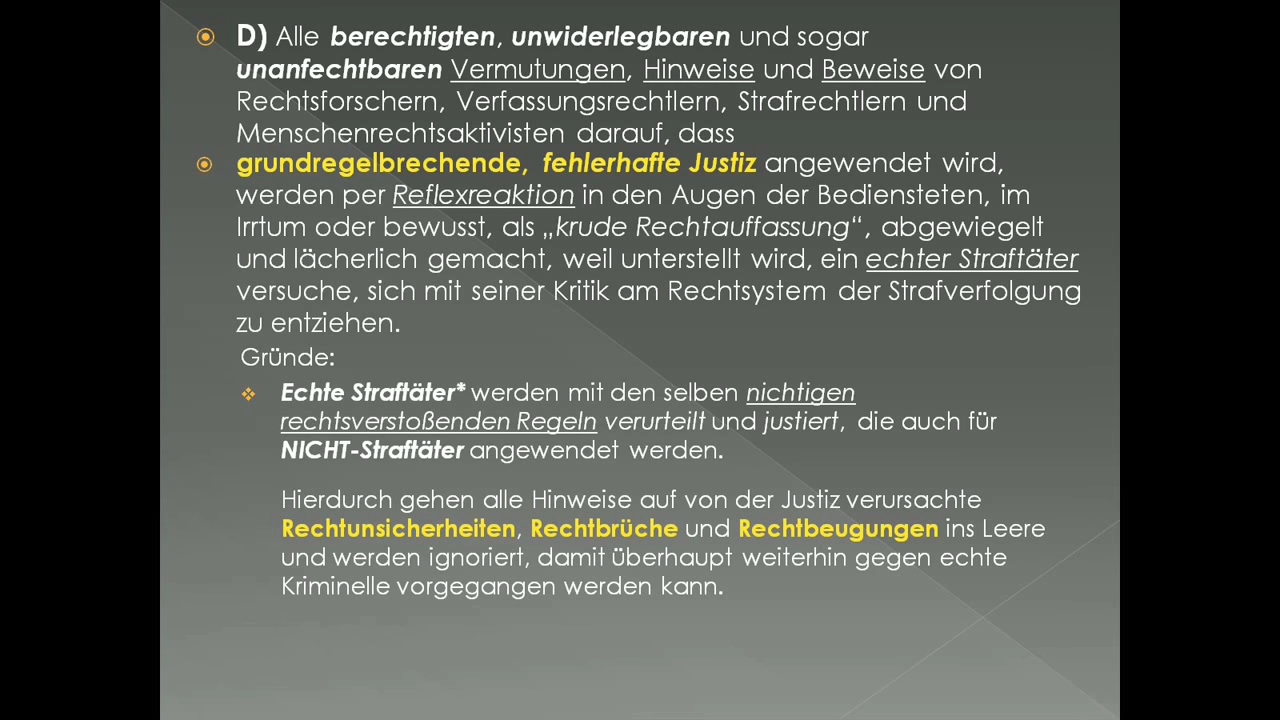 D) Alle berechtigten, unwiderlegbaren und sogar
unanfechtbaren Vermutungen, Hinweise und Beweise von
Rechtsforschern, Verfassungsrechtlern, Strafrechtlern und
Menschenrechtsaktivisten darauf, dass
grundregelbrechende, fehlerhafte Justiz angewendet wird,
werden per Reflexreaktion in den Augen der Bediensteten, im
Irrtum oder bewusst, als „krude Rechtauffassung“, abgewiegelt
und lächerlich gemacht, weil unterstellt wird, ein echter Straftäter
versuche, sich mit seiner Kritik am Rechtsystem der Strafverfolgung
zu entziehen.
Gründe:
Echte Straftäter* werden mit den selben nichtigen
rechtsverstoßenden Regeln verurteilt und justiert, die auch für
NICHT-Straftäter angewendet werden.
Hierdurch gehen alle Hinweise auf von der Justiz verursachte
Rechtunsicherheiten, Rechtbrüche und Rechtbeugungen ins Leere
und werden ignoriert, damit überhaupt weiterhin gegen echte
Kriminelle vorgegangen werden kann.